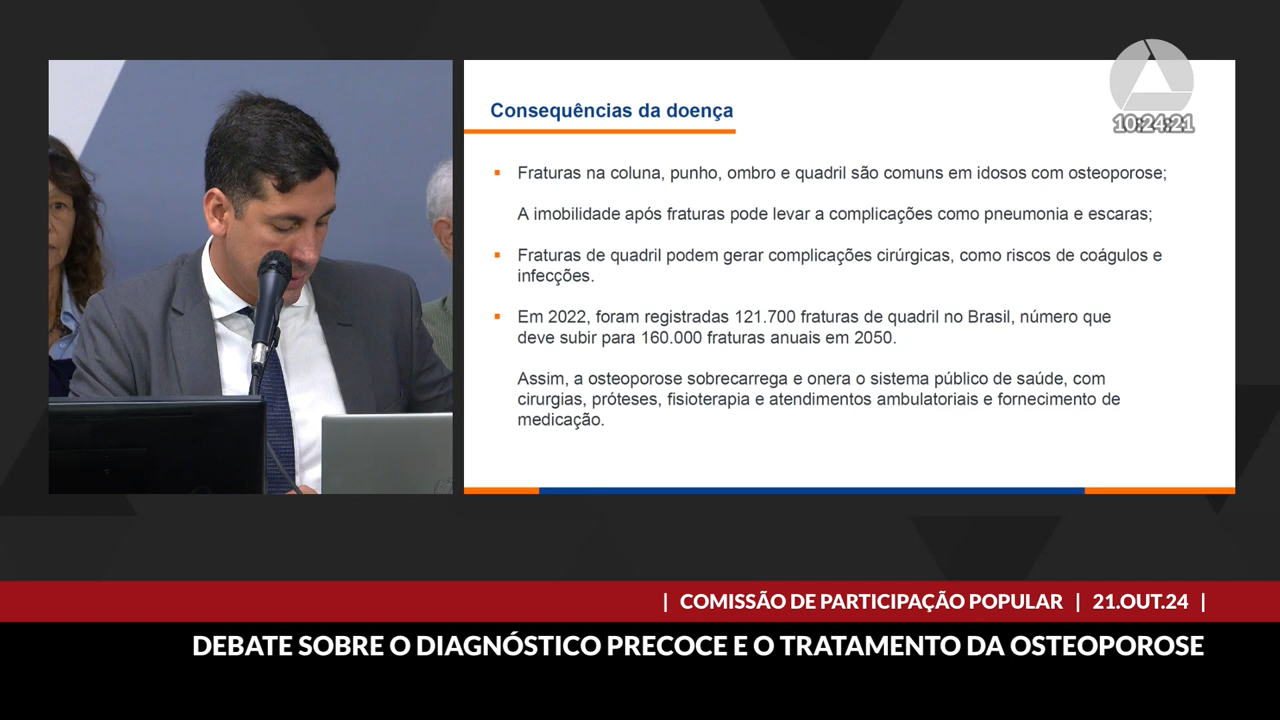 Consequências da doença
10:24:21
▪ Fraturas na coluna, punho, ombro e quadril são comuns em idosos com osteoporose;
A imobilidade após fraturas pode levar a complicações como pneumonia e escaras;
▪ Fraturas de quadril podem gerar complicações cirúrgicas, como riscos de coágulos e
infecções.
▪ Em 2022, foram registradas 121.700 fraturas de quadril no Brasil, número que
deve subir para 160.000 fraturas anuais em 2050.
Assim, a osteoporose sobrecarrega e onera o sistema público de saúde, com
cirurgias, próteses, fisioterapia e atendimentos ambulatoriais e fornecimento de
medicação.
| COMISSÃO DE PARTICIPAÇÃO POPULAR | 21.OUT.24 |
DEBATE SOBRE O DIAGNÓSTICO PRECOCE E O TRATAMENTO DA OSTEOPOROSE